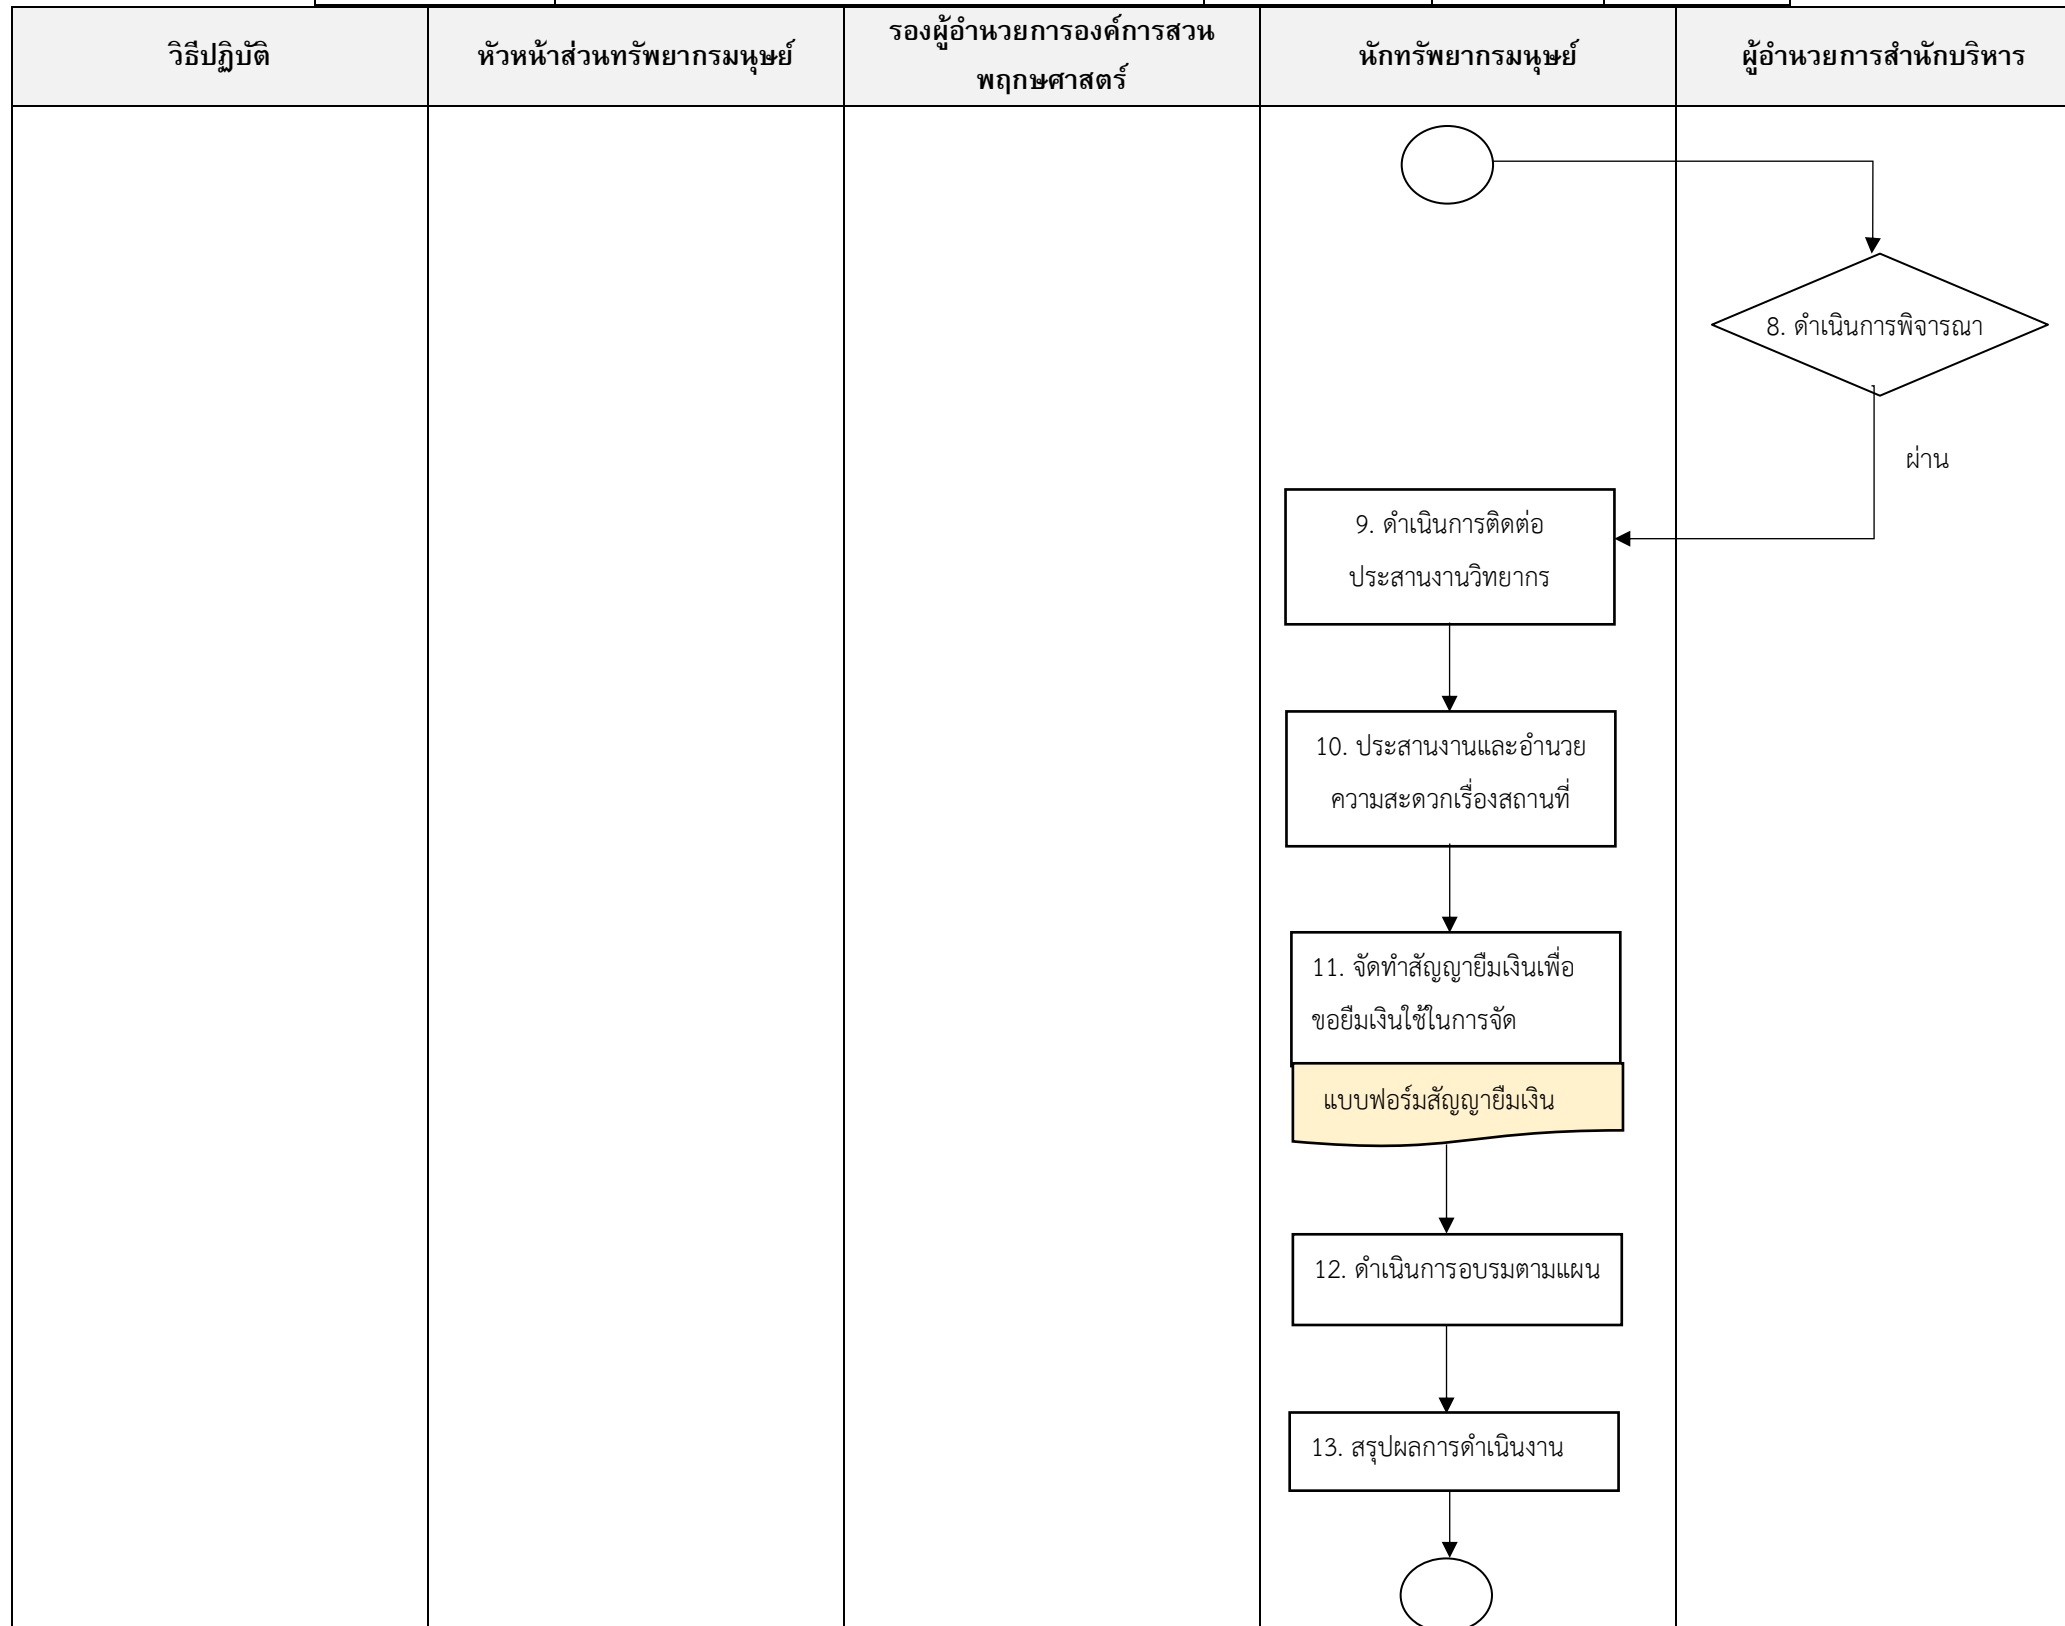 วิธีปฏิบัติ
หัวหน้าส่วนทรัพยากรมนุษย์
รองผู้อำนวยการองค์การสวน
พฤกษศาสตร์
นักทรัพยากรมนุษย์
ผู้อำนวยการสำนักบริหาร
8. ดำเนินการพิจารณา
ผ่าน
9. ดำเนินการติดต่อ
ประสานงานวิทยากร
10. ประสานงานและอำนวย
ความสะดวกเรื่องสถานที่
11. จัดทำสัญญายืมเงินเพื่อ
ขอยืมเงินใช้ในการจัด
แบบฟอร์มสัญญายืมเงิน
12. ดำเนินการอบรมตามแผน
13. สรุปผลการดำเนินงาน